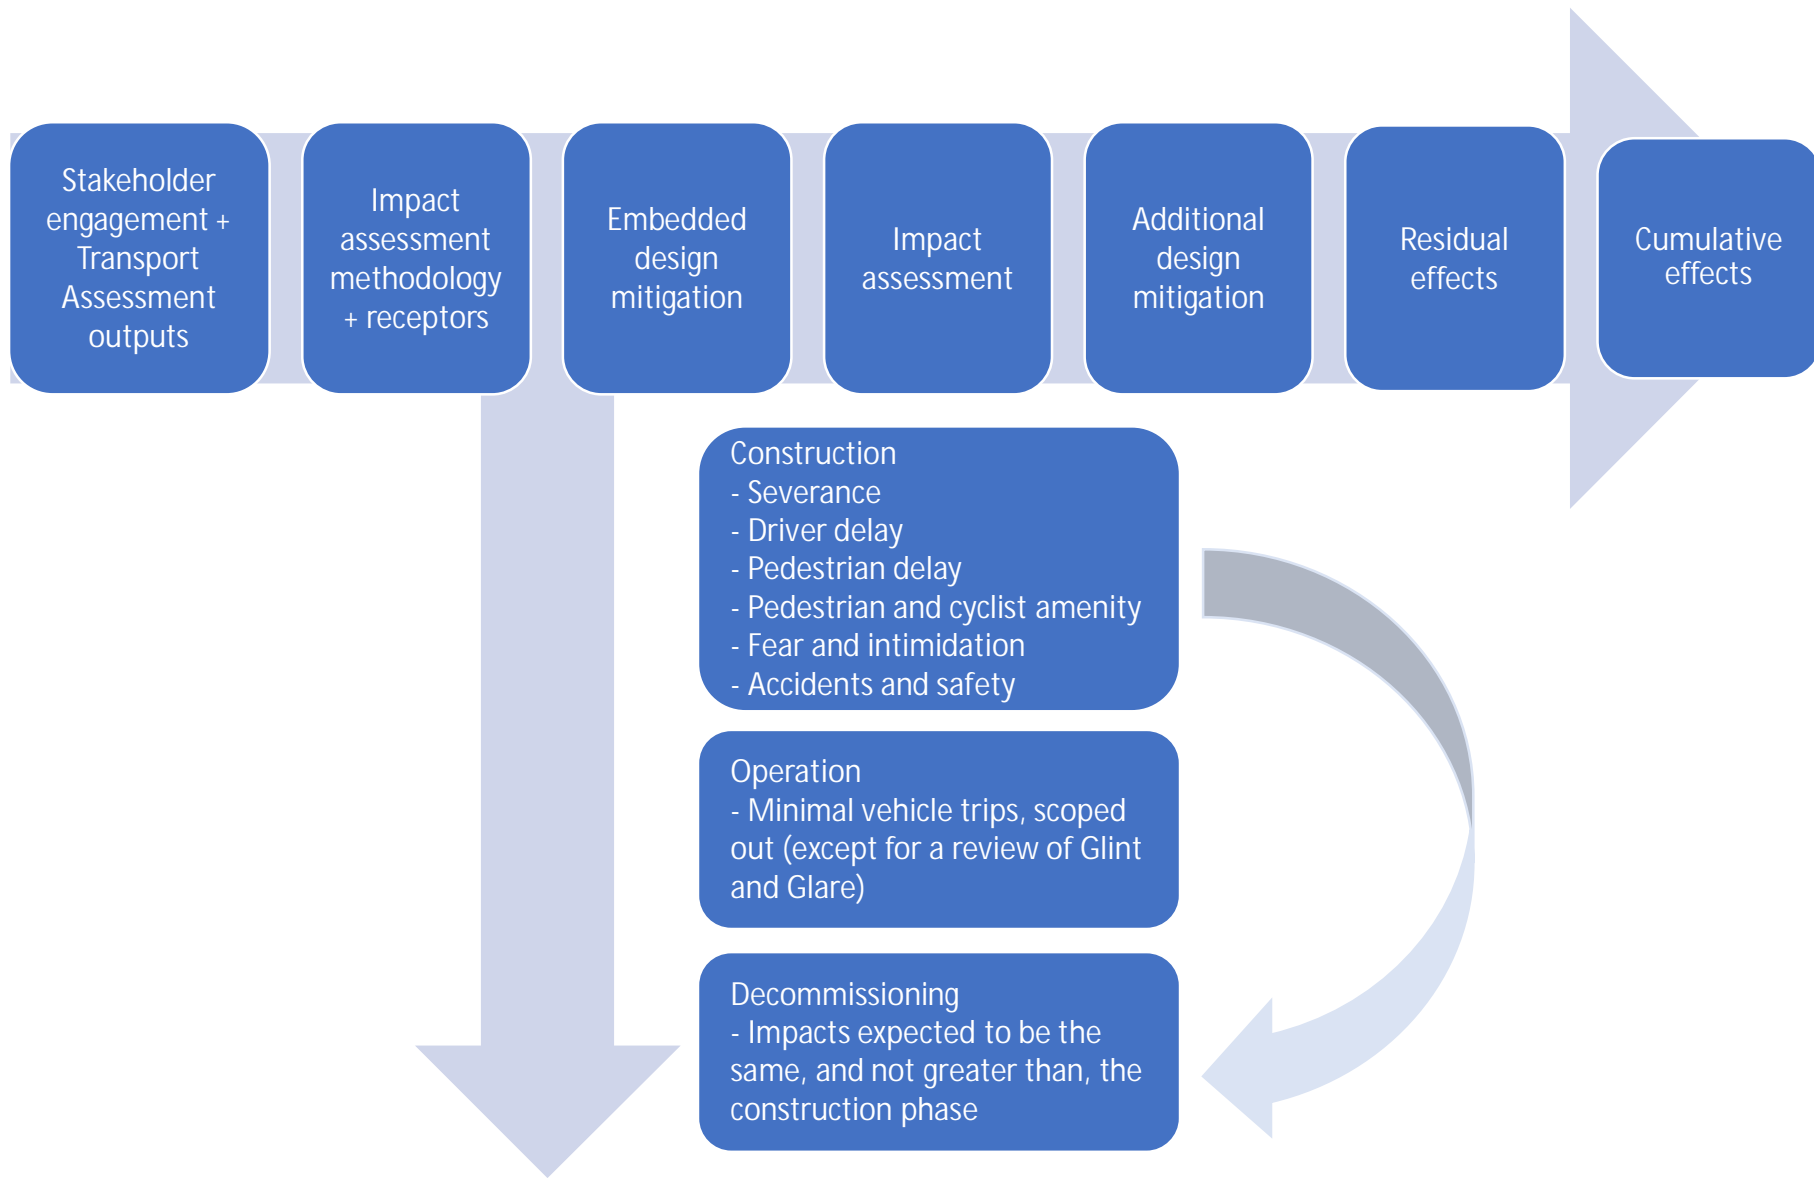 Stakeholder
engagement +
Transport
Assessment
outputs
Impact
assessment
methodology
+ receptors
Embedded
design
mitigation
Impact
assessment
Additional
design
mitigation
Residual
effects
Cumulative
effects
Construction
- Severance
- Driver delay
- Pedestrian delay
- Pedestrian and cyclist amenity
- Fear and intimidation
- Accidents and safety
Operation
- Minimal vehicle trips, scoped
out (except for a review of Glint
and Glare)
Decommissioning
- Impacts expected to be the
same, and not greater than, the
construction phase